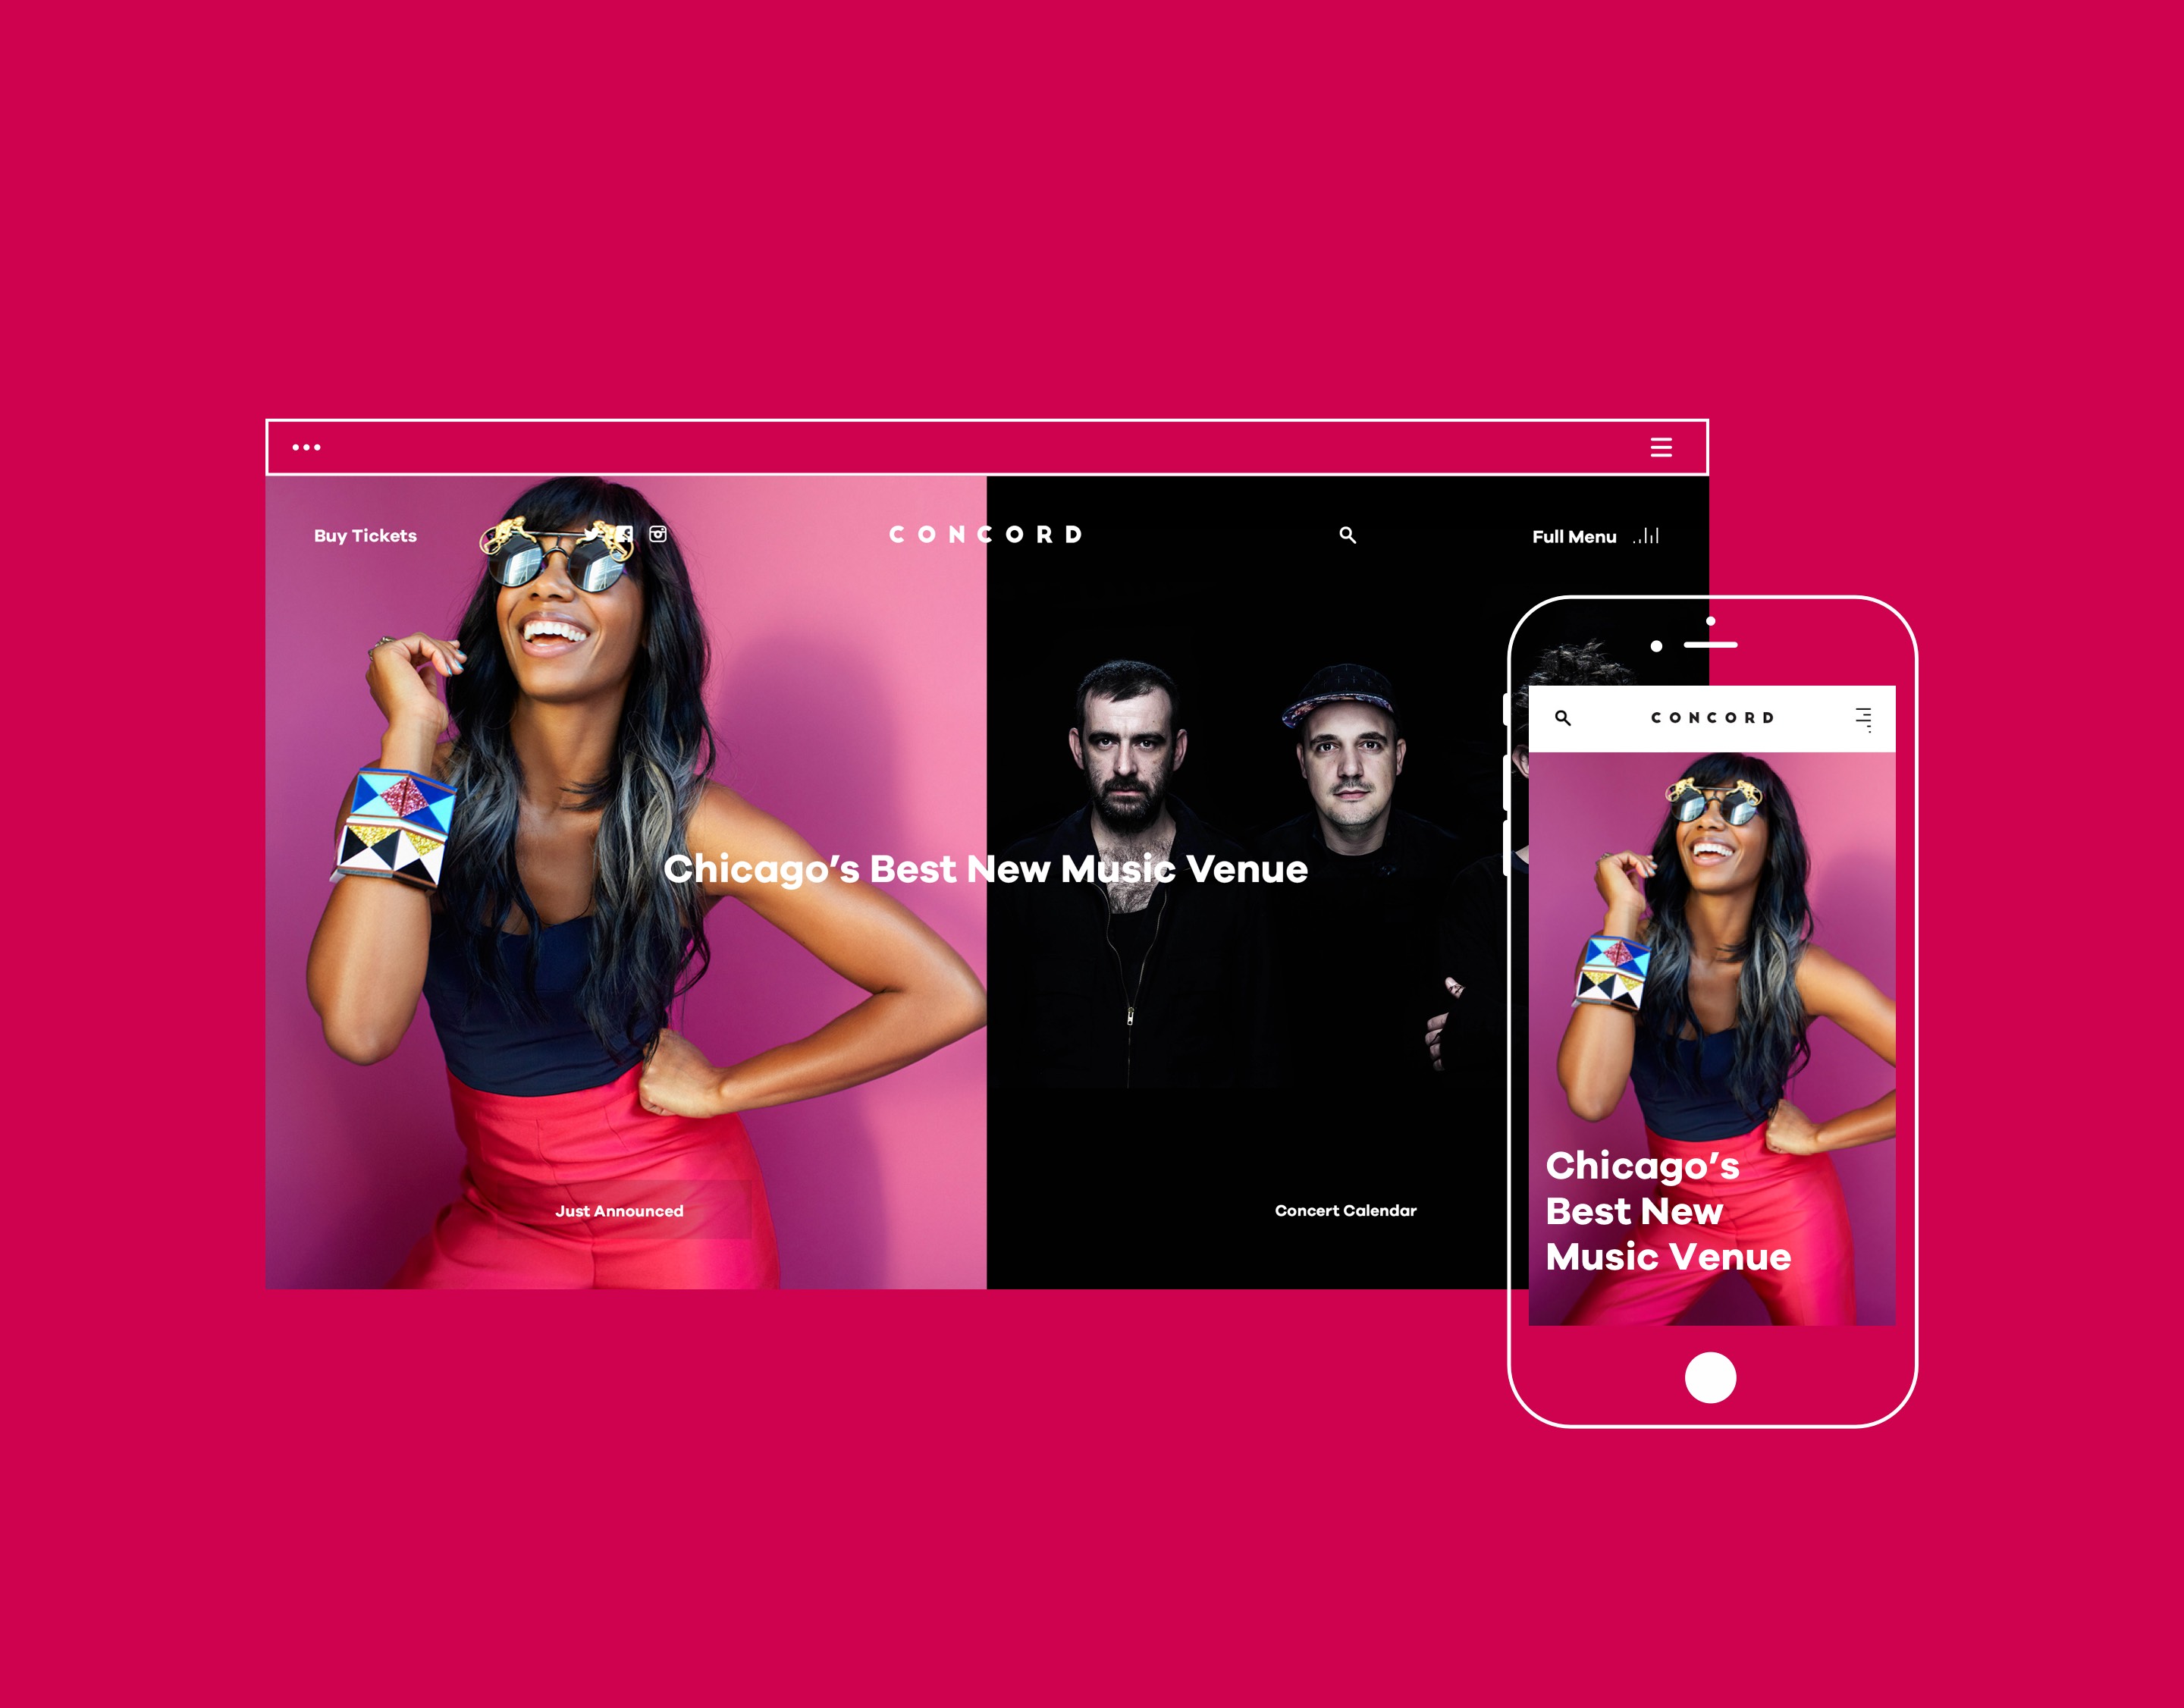 Buy Tickets
CONCORD
Full Menu
Chicago’s Best New Music Venue
Just Announced
Concert Calendar
CONCORD
Chicago’s
Best New
Music Venue